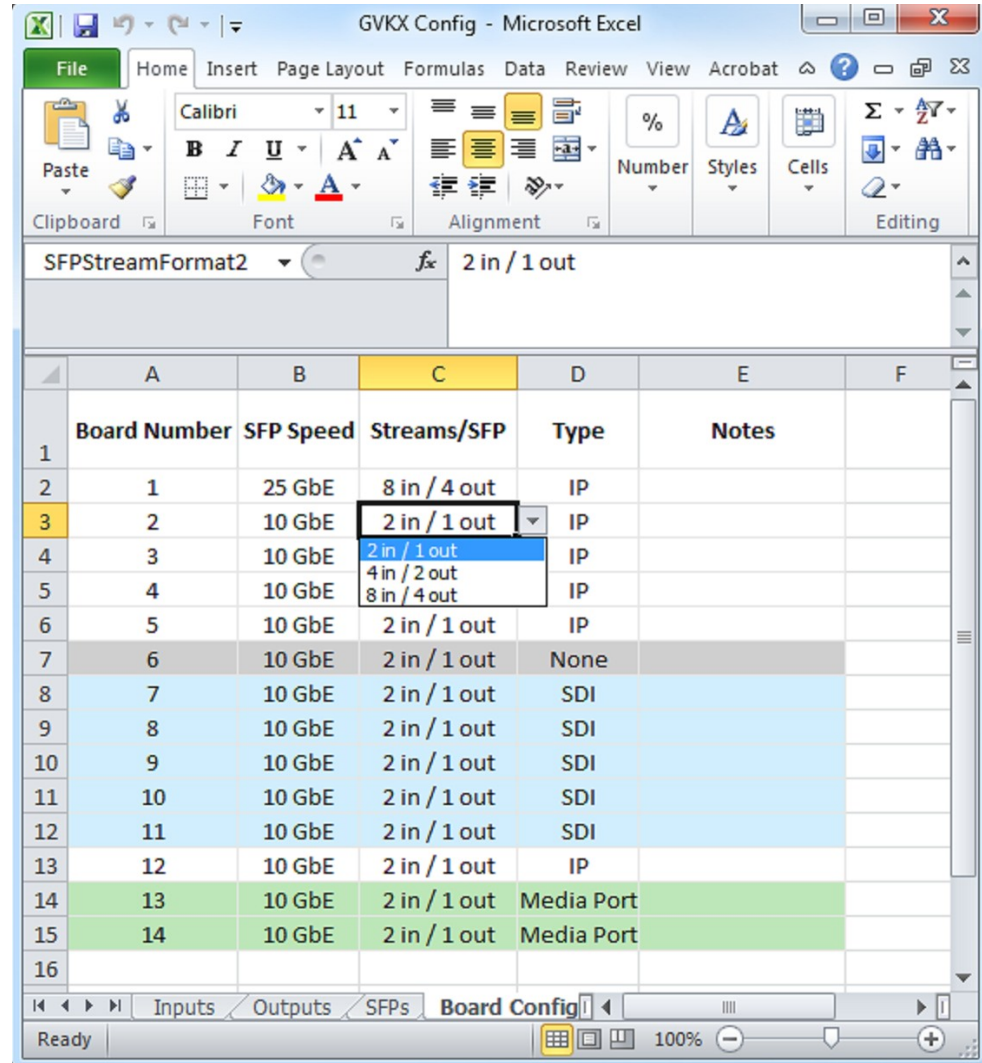 GVKX Config - Microsoft Excel
File Home Insert Page Layout Formulas Data Review View Acrobat
Calibri 11
B I U A A
Paste Number Styles Cells
Clipboard Font Alignment Editing
SFPStreamFormat2 fx 2 in / 1 out
A B C D E F
1 Board Number SFP Speed Streams/SFP Type Notes
2 1 25 GbE 8 in / 4 out IP
3 2 10 GbE 2 in / 1 out IP
4 3 10 GbE 2 in / 1 out IP
4 in / 2 out
5 4 10 GbE 8 in / 4 out IP
6 5 10 GbE 2 in / 1 out IP
7 6 10 GbE 2 in / 1 out None
8 7 10 GbE 2 in / 1 out SDI
9 8 10 GbE 2 in / 1 out SDI
10 9 10 GbE 2 in / 1 out SDI
11 10 10 GbE 2 in / 1 out SDI
12 11 10 GbE 2 in / 1 out SDI
13 12 10 GbE 2 in / 1 out IP
14 13 10 GbE 2 in / 1 out Media Port
15 14 10 GbE 2 in / 1 out Media Port
16
Inputs Outputs SFPs Board Config
Ready 100%